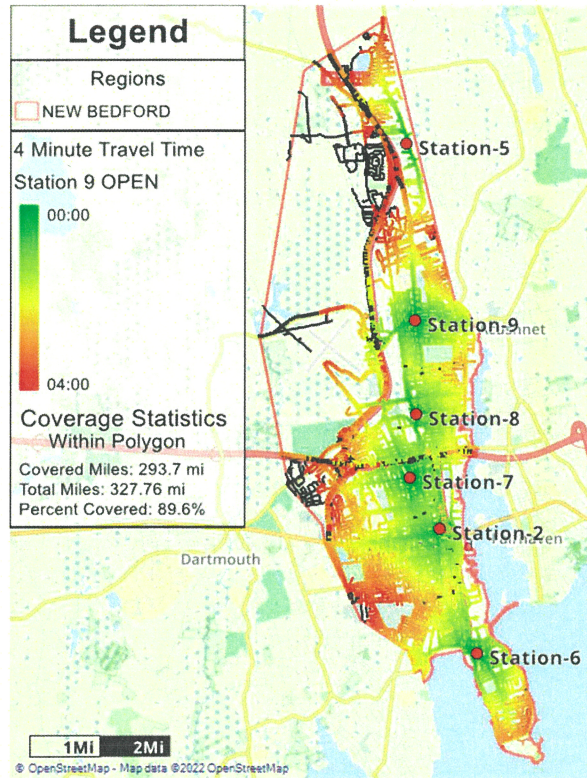 Legend
Regions
NEW BEDFORD
4 Minute Travel Time
Station 9 OPEN
00:00
04:00
Coverage Statistics
Within Polygon
Covered Miles: 293.7 mi
Total Miles: 327.76 mi
Percent Covered: 89.6%
Station-5
Station-9
Station-8
Station-7
Station-2
Dartmouth
Station-6
1Mi 2Mi
© OpenStreetMap - Map data ©2022 OpenStreetMap